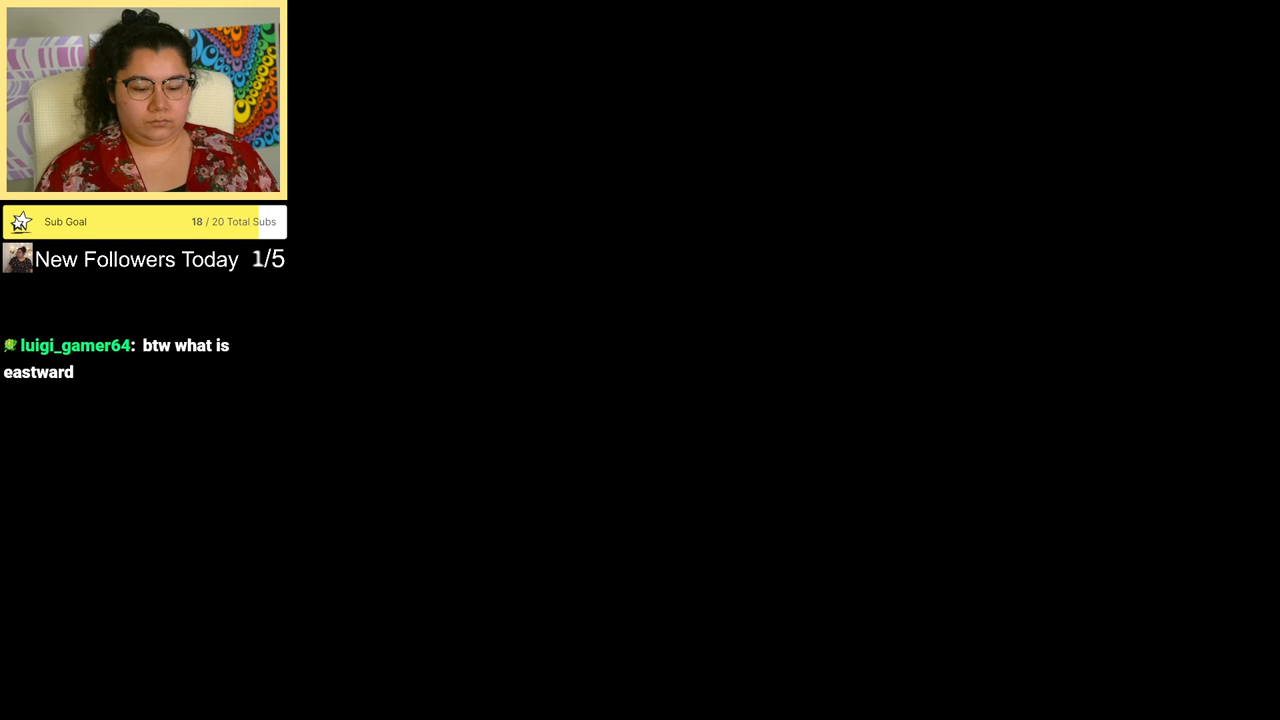 Sub Goal 18 / 20 Total Subs
New Followers Today 1/5
luigi_gamer64: btw what is
eastward